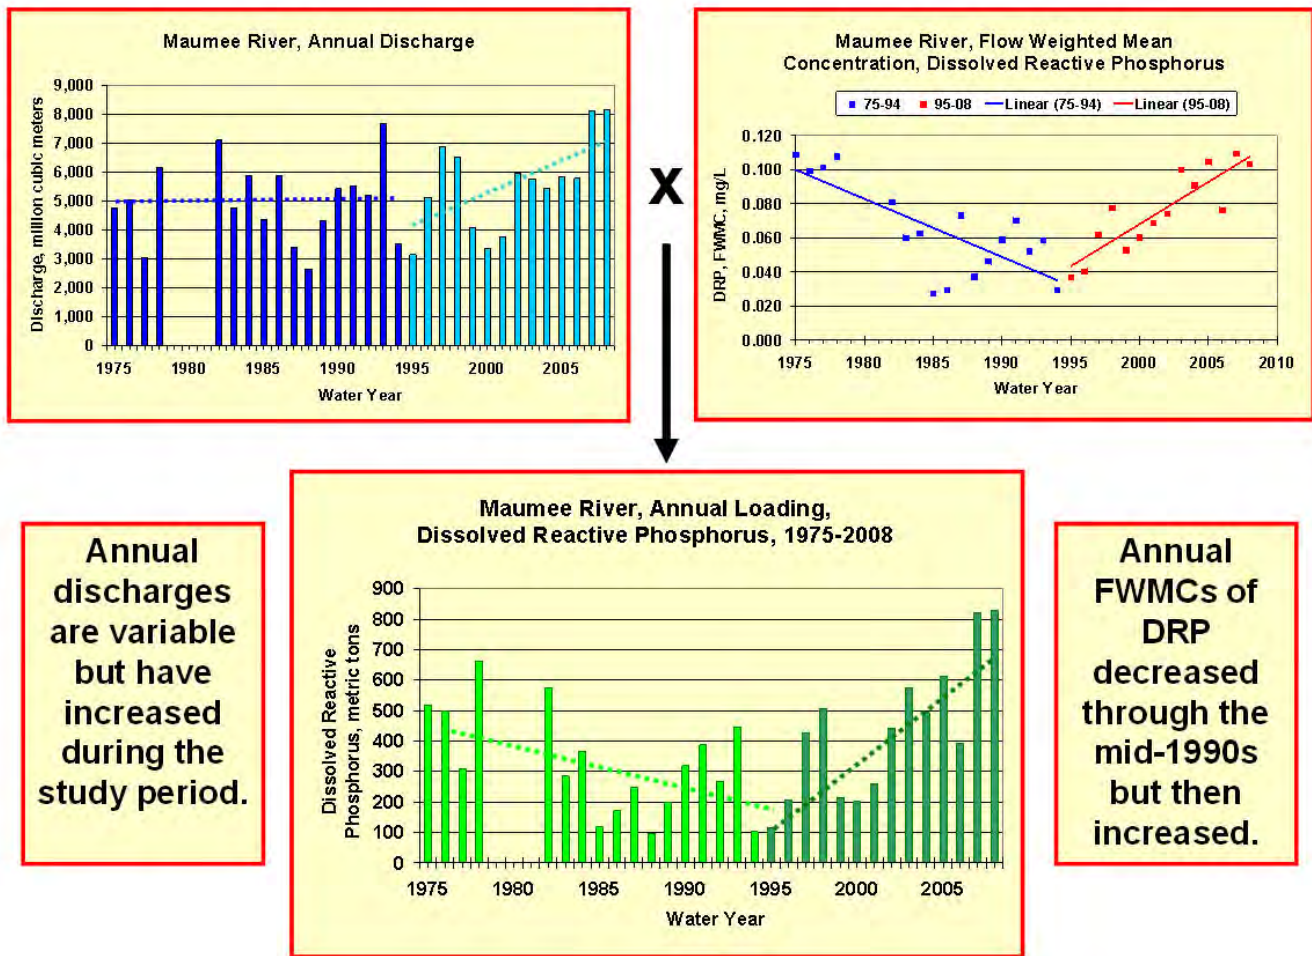 Maumee River, Annual Discharge
Discharge, million cubic meters
9,000
8,000
7,000
6,000
5,000
4,000
3,000
2,000
1,000
0
1975 1980 1985 1990 1995 2000 2005
Water Year
X
Maumee River, Flow Weighted Mean
Concentration, Dissolved Reactive Phosphorus
75-94 95-08 Linear (75-94) Linear (95-08)
DRP, FWMC, mg/L
0.120
0.100
0.080
0.060
0.040
0.020
0.000
1975 1980 1985 1990 1995 2000 2005 2010
Water Year
Annual
discharges
are variable
but have
increased
during the
study period.
Maumee River, Annual Loading,
Dissolved Reactive Phosphorus, 1975-2008
Dissolved Reactive
Phosphorus, metric tons
900
800
700
600
500
400
300
200
100
0
1975 1980 1985 1990 1995 2000 2005
Water Year
Annual
FWMCs of
DRP
decreased
through the
mid-1990s
but then
increased.